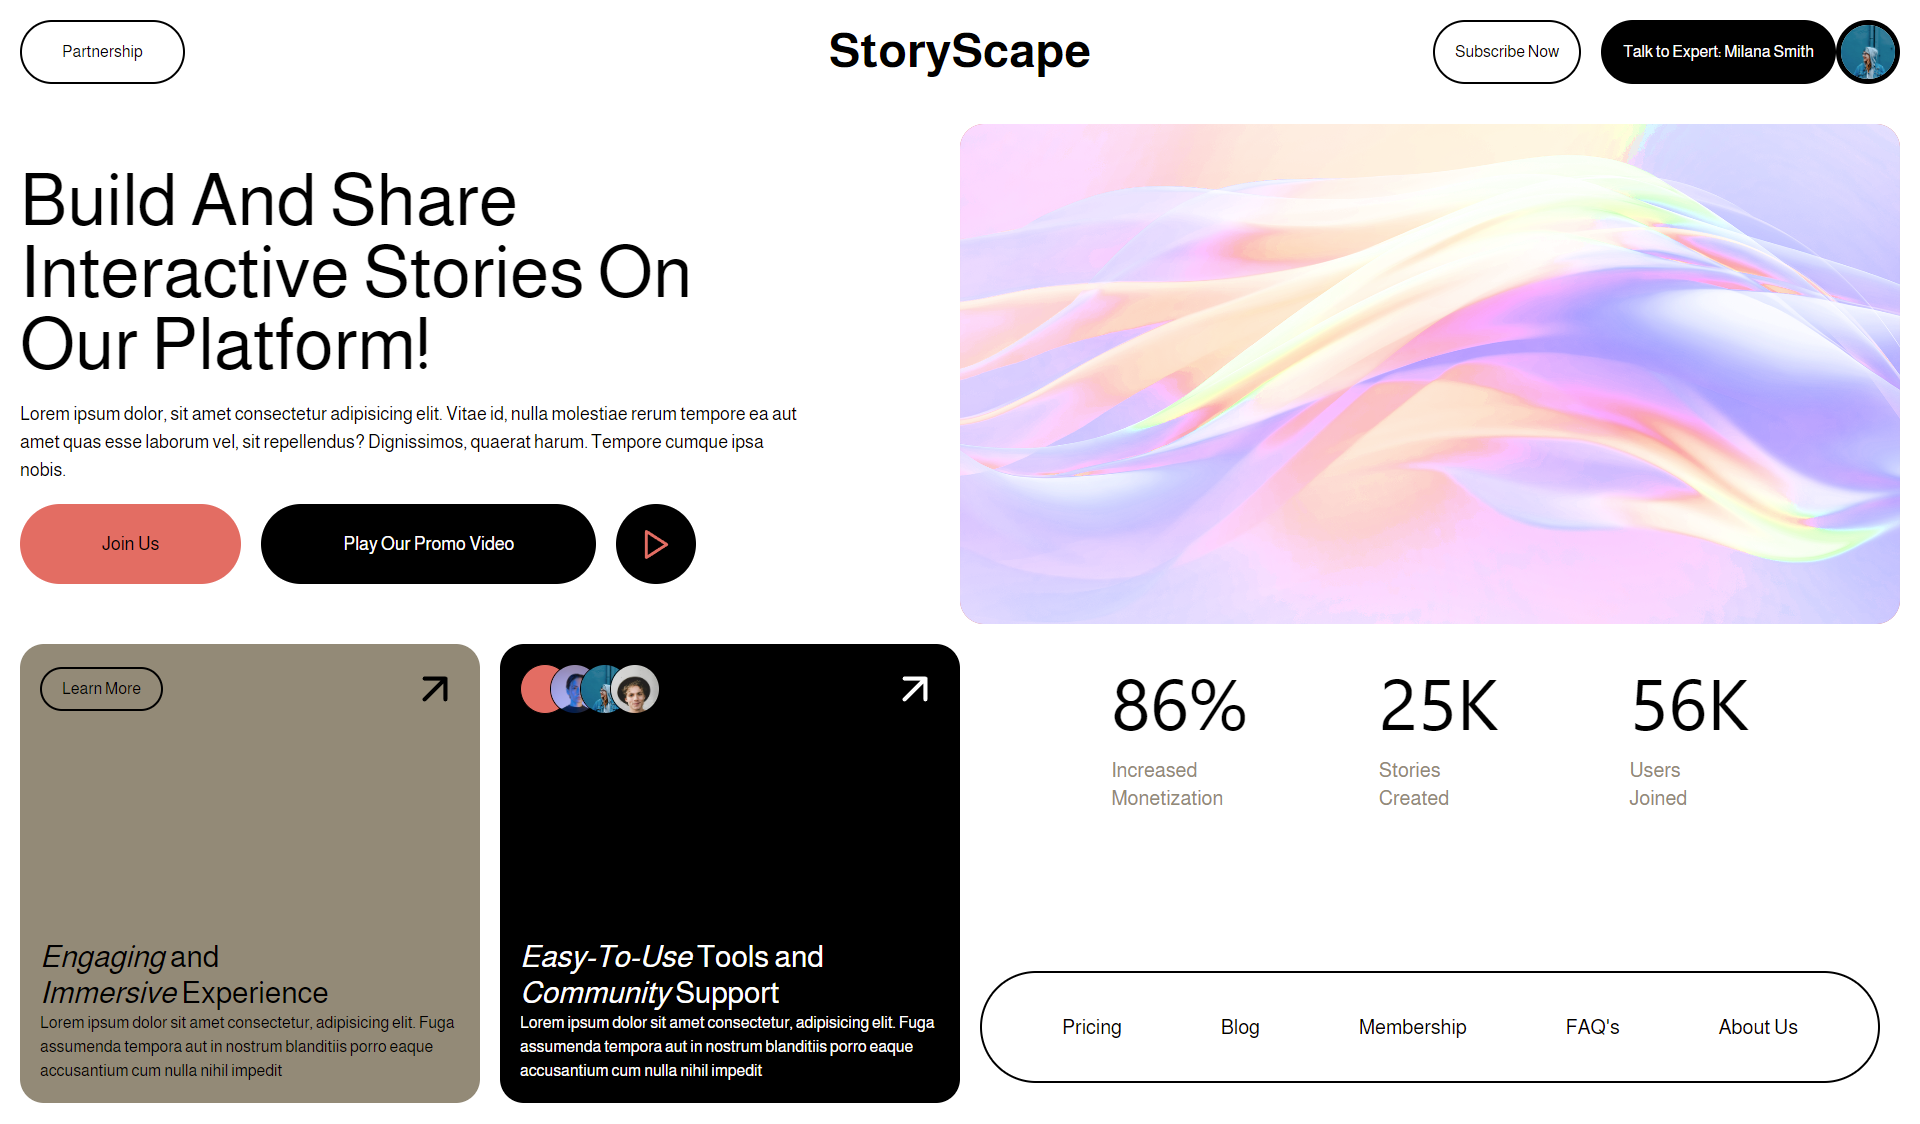 Partnership
StoryScape
Subscribe Now
Talk to Expert: Milana Smith
Build And Share
Interactive Stories On
Our Platform!
Lorem ipsum dolor, sit amet consectetur adipisicing elit. Vitae id, nulla molestiae rerum tempore ea aut
amet quas esse laborum vel, sit repellendus? Dignissimos, quaerat harum. Tempore cumque ipsa
nobis.
Join Us
Play Our Promo Video
Learn More
Engaging and
Immersive Experience
Lorem ipsum dolor sit amet consectetur, adipisicing elit. Fuga
assumenda tempora aut in nostrum blanditiis porro eaque
accusantium cum nulla nihil impedit
Easy-To-Use Tools and
Community Support
Lorem ipsum dolor sit amet consectetur, adipisicing elit. Fuga
assumenda tempora aut in nostrum blanditiis porro eaque
accusantium cum nulla nihil impedit
86%
Increased
Monetization
25K
Stories
Created
56K
Users
Joined
Pricing
Blog
Membership
FAQ's
About Us